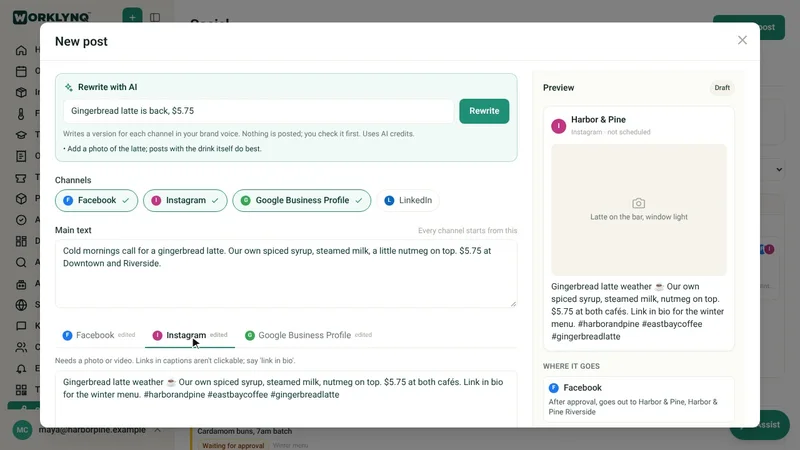 WORKLYNQ
New post
Rewrite with AI
Gingerbread latte is back, $5.75
Rewrite
Writes a version for each channel in your brand voice. Nothing is posted; you check it first. Uses AI credits.
• Add a photo of the latte; posts with the drink itself do best.
Channels
Facebook
Instagram
Google Business Profile
LinkedIn
Main text
Every channel starts from this
Cold mornings call for a gingerbread latte. Our own spiced syrup, steamed milk, a little nutmeg on top. $5.75 at
Downtown and Riverside.
Facebook edited
Instagram edited
Google Business Profile edited
Needs a photo or video. Links in captions aren't clickable; say 'link in bio'.
Gingerbread latte weather ☕ Our own spiced syrup, steamed milk, nutmeg on top. $5.75 at both cafés. Link in bio
for the winter menu. #harborandpine #eastbaycoffee #gingerbreadlatte
Preview
Draft
Harbor & Pine
instagram · not scheduled
Latte on the bar, window light
Gingerbread latte weather ☕ Our own
spiced syrup, steamed milk, nutmeg on top.
$5.75 at both cafés. Link in bio for the winter
menu. #harborandpine #eastbaycoffee
#gingerbreadlatte
WHERE IT GOES
Facebook
After approval, goes out to Harbor & Pine, Harbor &
Pine Riverside
MC
maya@harborpine.example
Cardamom buns, 7am batch
Waiting for approval